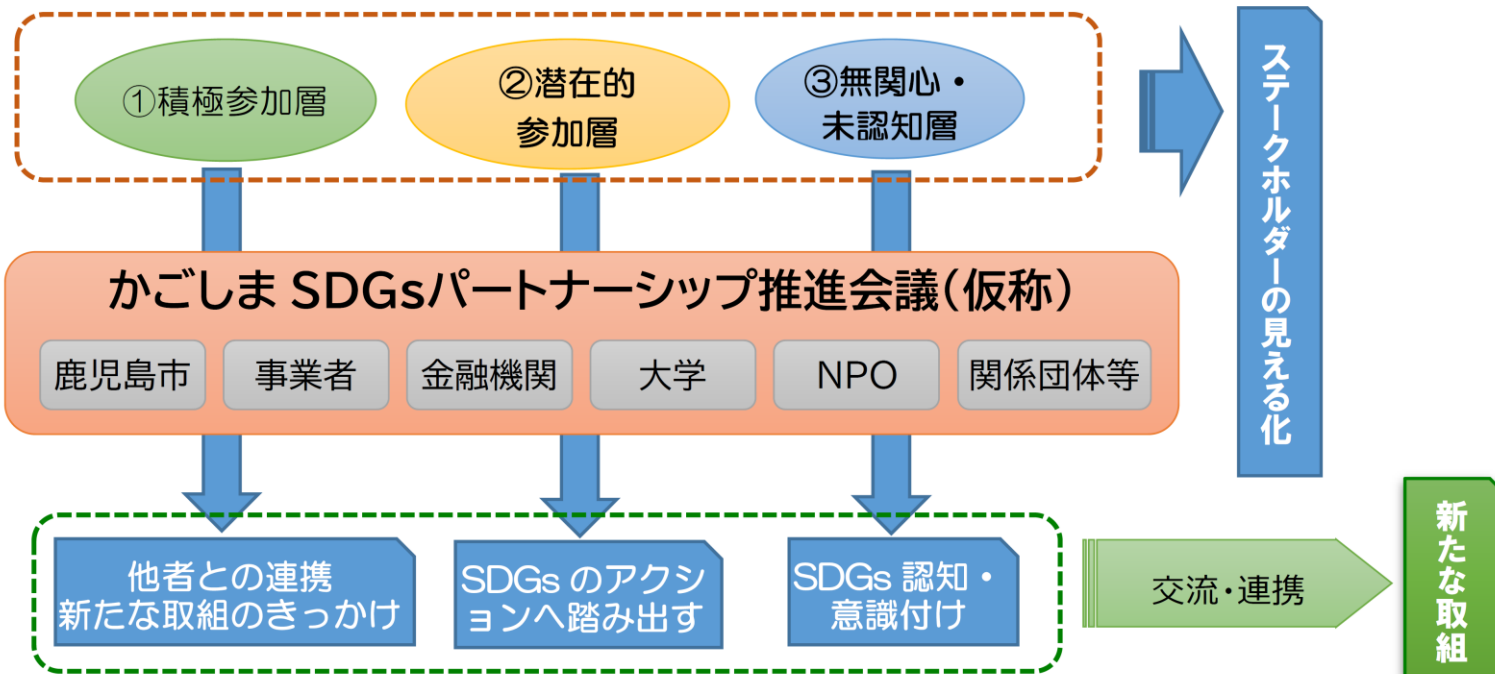 ①積極参加層
②潜在的
参加層
③無関心・
未認知層
ステークホルダーの見える化
かごしま SDGsパートナーシップ推進会議(仮称)
鹿児島市
事業者
金融機関
大学
NPO
関係団体等
他者との連携
新たな取組のきっかけ
SDGs のアクシ
ョンへ踏み出す
SDGs 認知・
意識付け
交流・連携
新たな取組